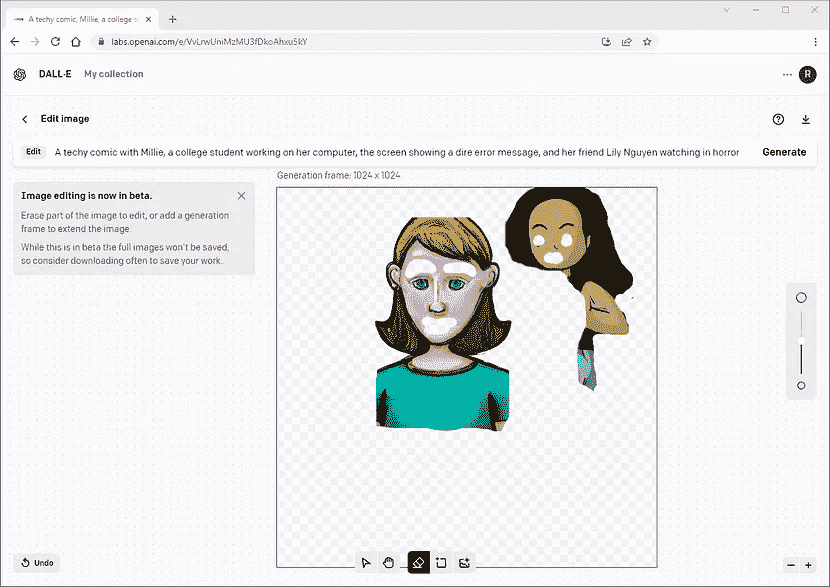 A techy comic, Millie, a college st
labs.openai.com/e/VvLrwUniMzMU3fDkoAhxu5kY
DALL·E My collection
R
Edit image
Edit A techy comic with Millie, a college student working on her computer, the screen showing a dire error message, and her friend Lily Nguyen watching in horror Generate
Generation frame: 1024 x 1024
Image editing is now in beta.
Erase part of the image to edit, or add a generation
frame to extend the image.
While this is in beta the full images won't be saved,
so consider downloading often to save your work.
Undo